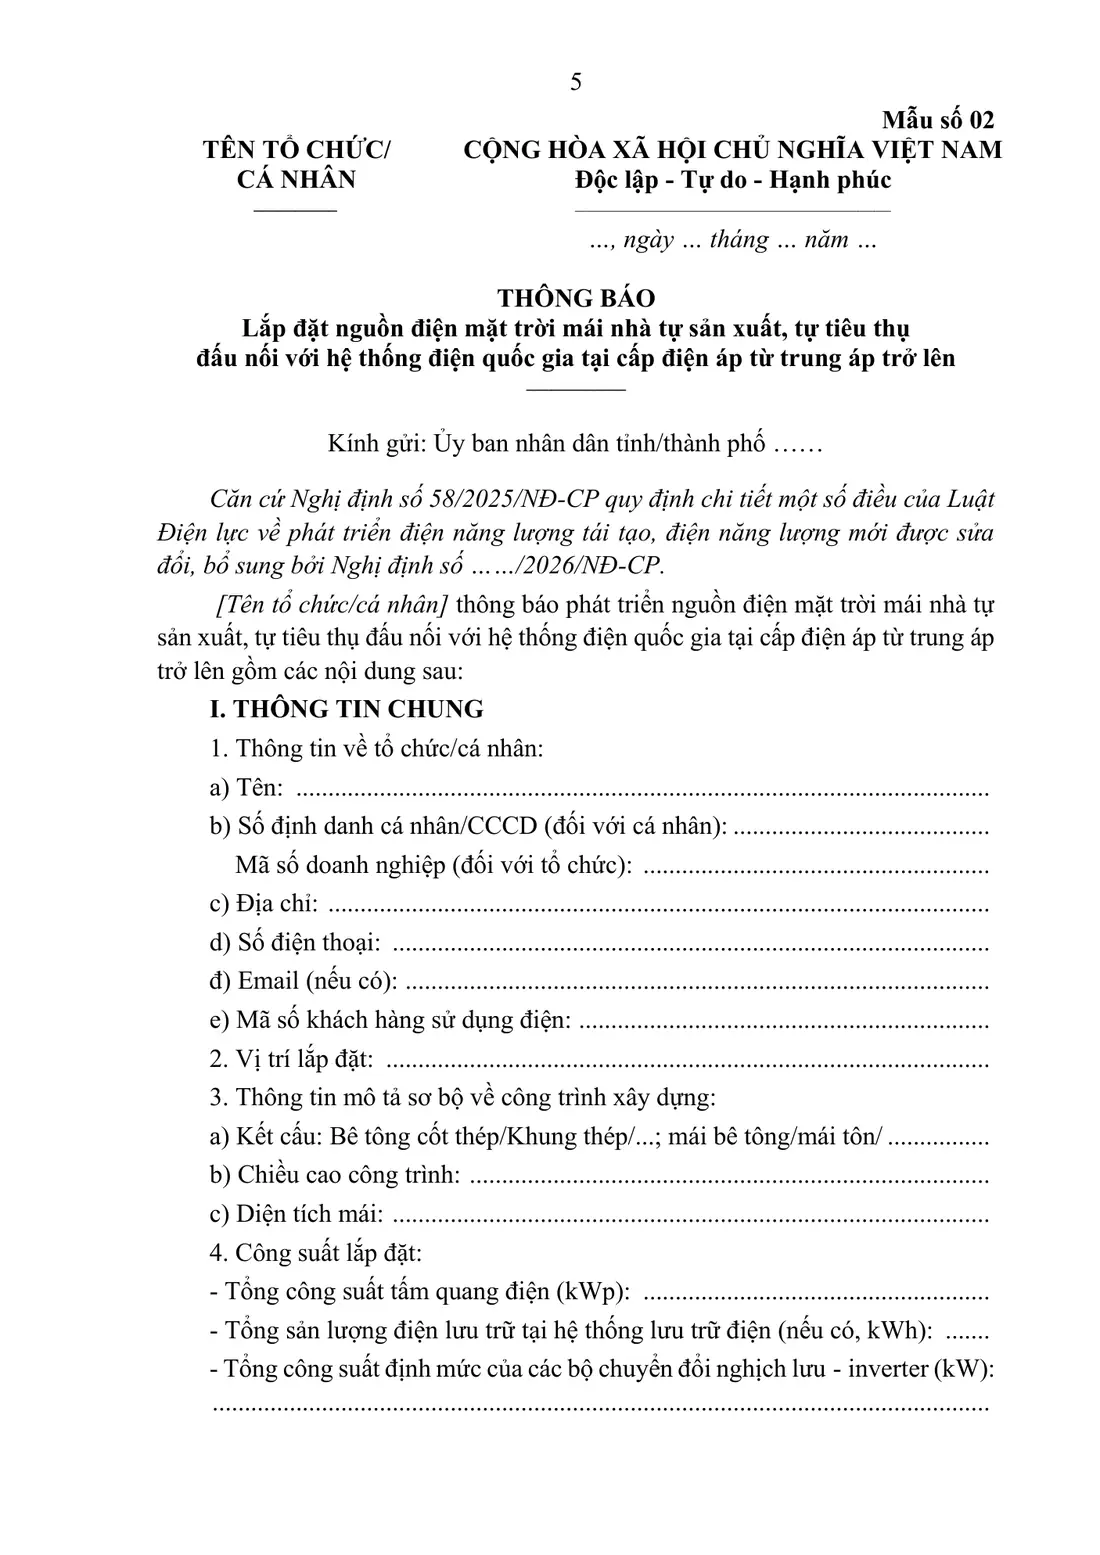 5
Mẫu số 02
TÊN TỔ CHỨC/
CÁ NHÂN
CỘNG HÒA XÃ HỘI CHỦ NGHĨA VIỆT NAM
Độc lập - Tự do - Hạnh phúc
…, ngày … tháng … năm …
THÔNG BÁO
Lắp đặt nguồn điện mặt trời mái nhà tự sản xuất, tự tiêu thụ
đấu nối với hệ thống điện quốc gia tại cấp điện áp từ trung áp trở lên
Kính gửi: Ủy ban nhân dân tỉnh/thành phố ……
Căn cứ Nghị định số 58/2025/NĐ-CP quy định chi tiết một số điều của Luật
Điện lực về phát triển điện năng lượng tái tạo, điện năng lượng mới được sửa
đổi, bổ sung bởi Nghị định số ……/2026/NĐ-CP.
[Tên tổ chức/cá nhân] thông báo phát triển nguồn điện mặt trời mái nhà tự
sản xuất, tự tiêu thụ đấu nối với hệ thống điện quốc gia tại cấp điện áp từ trung áp
trở lên gồm các nội dung sau:
I. THÔNG TIN CHUNG
1. Thông tin về tổ chức/cá nhân:
a) Tên: ............................................................................................................
b) Số định danh cá nhân/CCCD (đối với cá nhân): ........................................
Mã số doanh nghiệp (đối với tổ chức): ......................................................
c) Địa chỉ: .......................................................................................................
d) Số điện thoại: .............................................................................................
đ) Email (nếu có): ...........................................................................................
e) Mã số khách hàng sử dụng điện: ................................................................
2. Vị trí lắp đặt: ..............................................................................................
3. Thông tin mô tả sơ bộ về công trình xây dựng:
a) Kết cấu: Bê tông cốt thép/Khung thép/...; mái bê tông/mái tôn/ ................
b) Chiều cao công trình: .................................................................................
c) Diện tích mái: .............................................................................................
4. Công suất lắp đặt:
- Tổng công suất tấm quang điện (kWp): ......................................................
- Tổng sản lượng điện lưu trữ tại hệ thống lưu trữ điện (nếu có, kWh): .......
- Tổng công suất định mức của các bộ chuyển đổi nghịch lưu - inverter (kW):
.........................................................................................................................